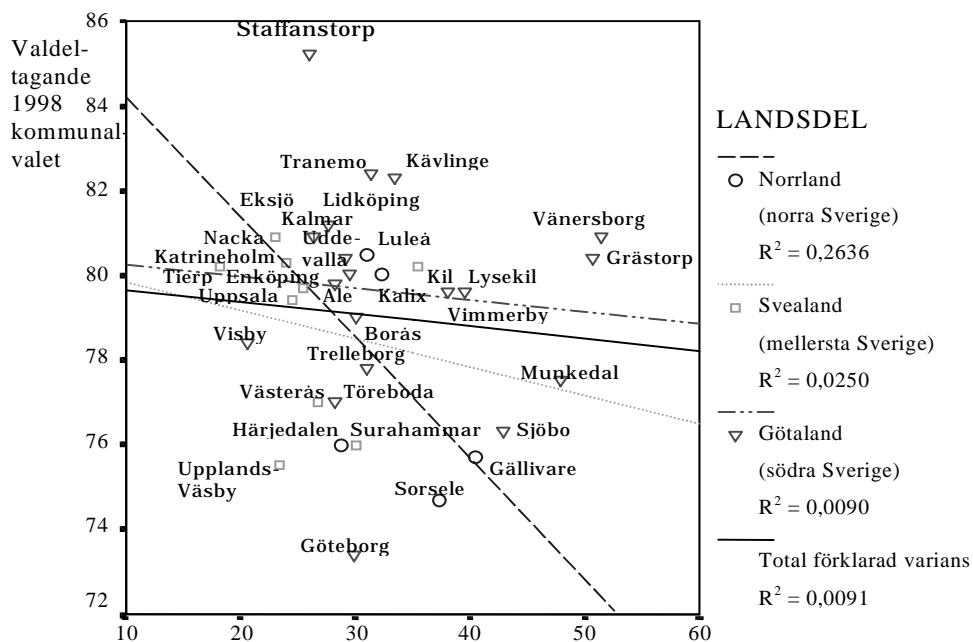 86
84
82
80
78
76
74
72
10
20
30
40
50
60
Valdel-
tagande
1998
kommunal-
valet
Staffanstorp
Tranemo
Kävlinge
Eksjö
Lidköping
Kalmar
Vänersborg
Nacka
Udde-
valla
Luleå
Katrineholm
Grästorp
Tierp
Enköping
Kil
Lysekil
Uppsala
Ale
Kalix
Vimmerby
Visby
Borås
Trelleborg
Munkedal
Västerås
Töreboda
Härjedalen
Surahammar
Sjöbo
Upplands-
Väsby
Gällivare
Sorsele
Göteborg
LANDSDEL
Norrland
(norra Sverige)
R² = 0,2636
Svealand
(mellersta Sverige)
R² = 0,0250
Götaland
(södra Sverige)
R² = 0,0090
Total förklarad varians
R² = 0,0091